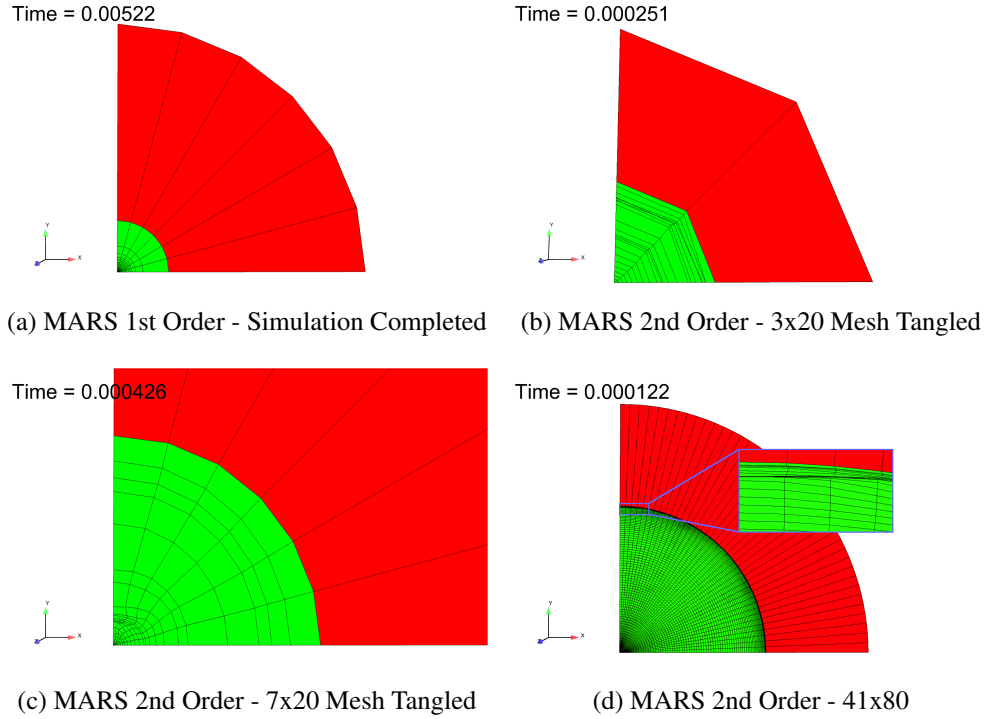 Time = 0.00522
Time = 0.000251
Y
Z
X
Y
Z
X
(a) MARS 1st Order - Simulation Completed
(b) MARS 2nd Order - 3x20 Mesh Tangled
Time = 0.000426
Time = 0.000122
Y
Z
X
Y
Z
X
(c) MARS 2nd Order - 7x20 Mesh Tangled
(d) MARS 2nd Order - 41x80